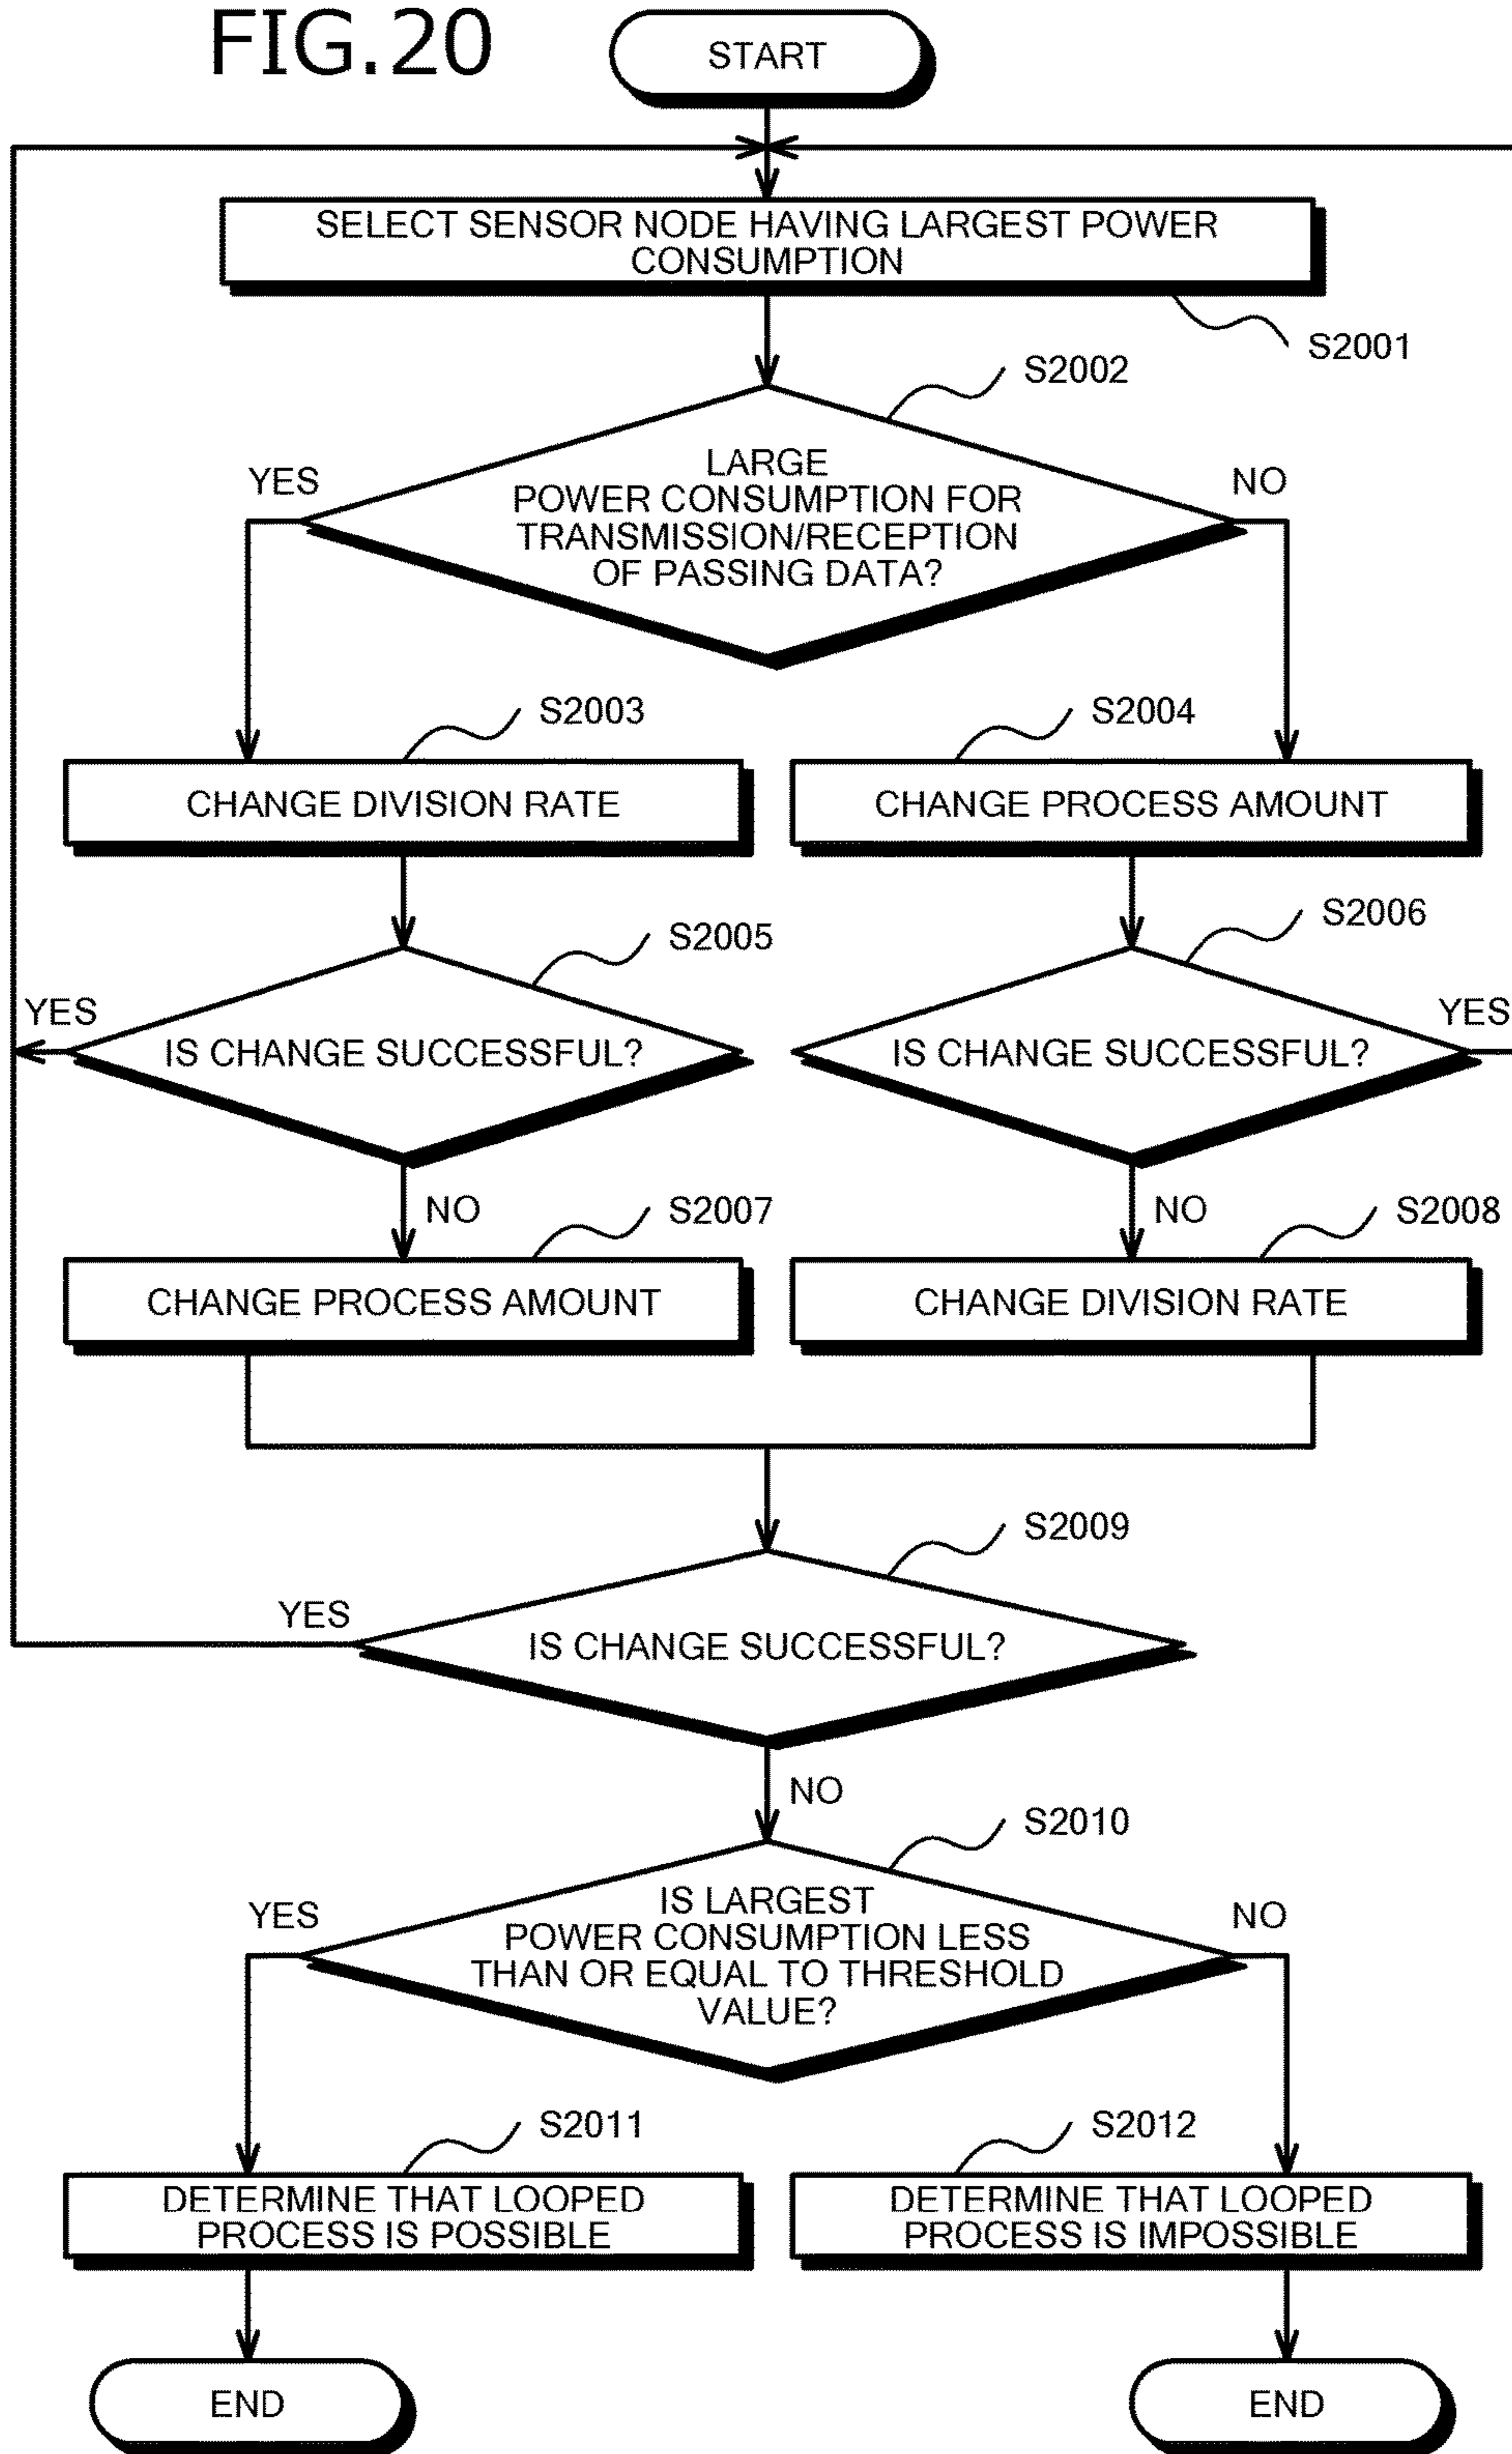 FIG.20
START
SELECT SENSOR NODE HAVING LARGEST POWER
CONSUMPTION
S2001
S2002
LARGE
POWER CONSUMPTION FOR
TRANSMISSION/RECEPTION
OF PASSING DATA?
YES
NO
S2003
S2004
CHANGE DIVISION RATE
CHANGE PROCESS AMOUNT
S2005
S2006
YES
IS CHANGE SUCCESSFUL?
IS CHANGE SUCCESSFUL?
YES
NO
S2007
NO
S2008
CHANGE PROCESS AMOUNT
CHANGE DIVISION RATE
S2009
YES
IS CHANGE SUCCESSFUL?
NO
S2010
YES
IS LARGEST
POWER CONSUMPTION LESS
THAN OR EQUAL TO THRESHOLD
VALUE?
NO
S2011
S2012
DETERMINE THAT LOOPED
PROCESS IS POSSIBLE
DETERMINE THAT LOOPED
PROCESS IS IMPOSSIBLE
END
END